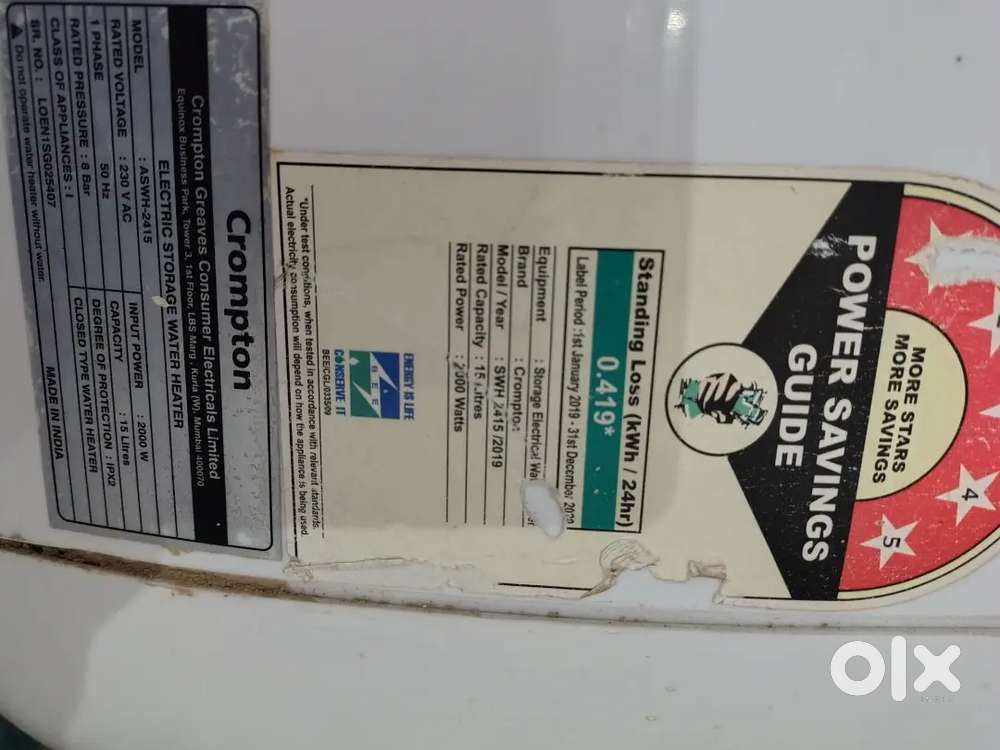 Crompton
Crompton Greaves Consumer Electricals Limited
Equinox Business Park, Tower 3, 1st Floor, LBS Marg, Kurla (W), Mumbai 400070
ELECTRIC STORAGE WATER HEATER
MODEL : ASWH-2415 INPUT POWER : 2000 W
RATED VOLTAGE : 230 V AC CAPACITY : 15 Litres
1 PHASE 50 Hz DEGREE OF PROTECTION : IPX2
RATED PRESSURE : 8 Bar CLOSED TYPE WATER HEATER
CLASS OF APPLIANCES : I
SR. NO. : LOEN1SG025407 MADE IN INDIA
Do not operate water heater without water
MORE STARS
MORE SAVINGS
4
5
POWER SAVINGS
GUIDE
Standing Loss (kWh / 24hr)
0.419*
Label Period :1st January 2019 - 31st December
Equipment : Storage Electrical
Brand : Crompton
Model / Year : SWH 2415 /2019
Rated Capacity : 15 Litres
Rated Power : 2000 Watts
ENERGY IS LIFE
BEE
CONSERVE IT
BEE/CGL/0335/09
*Under test conditions, when tested in accordance with relevant standards.
Actual electricity consumption will depend on how the appliance is being used.
olx